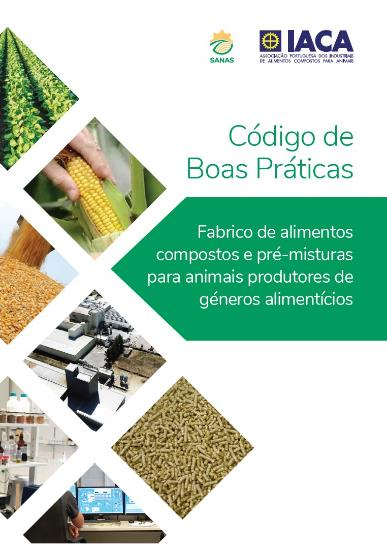 SANAS
IACA
ASSOCIAÇÃO PORTUGUESA DOS INDUSTRIAIS
DE ALIMENTOS COMPOSTOS PARA ANIMAIS
Código de
Boas Práticas
Fabrico de alimentos
compostos e pré-misturas
para animais produtores de
géneros alimentícios